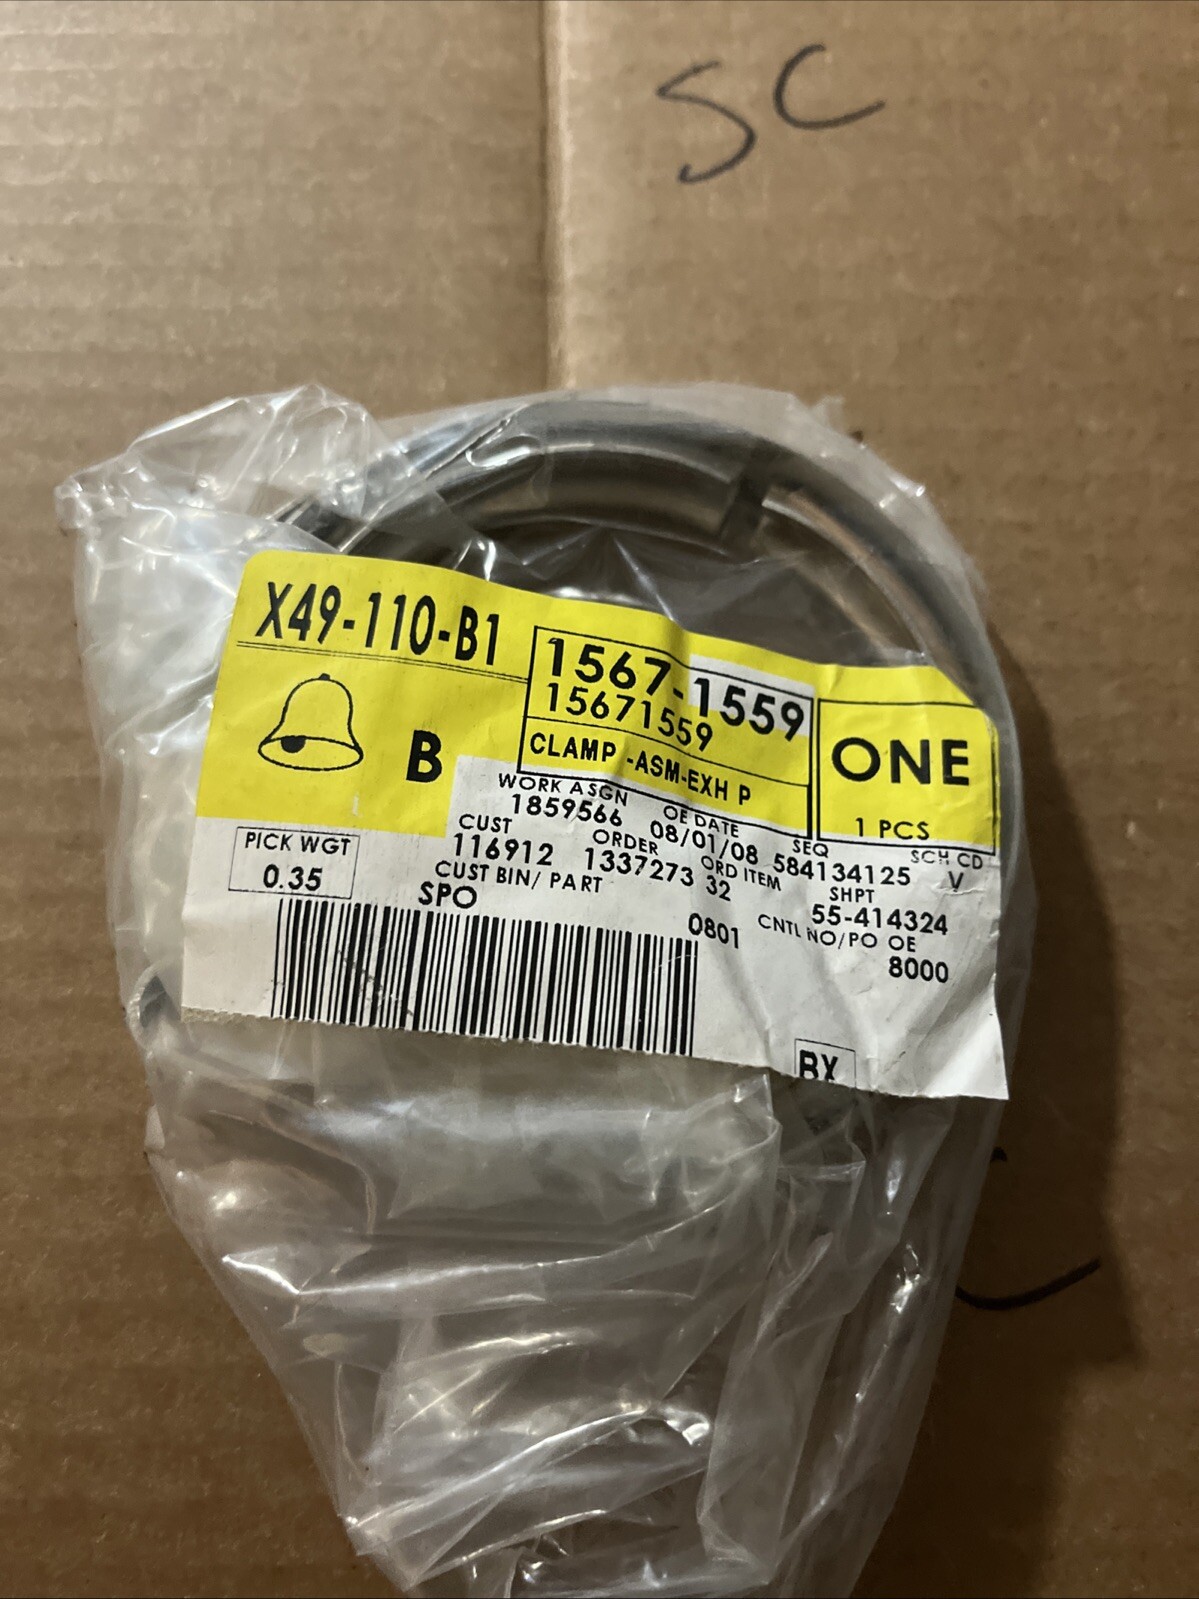 SC
X49-110-B1
1567-1559
15671559
CLAMP -ASM-EXH P
ONE
1 PCS
B
WORK ASGN OE DATE SEQ SCH CD
1859566 08/01/08 584134125 V
CUST ORDER ORD ITEM SHPT
116912 1337273 32 55-414324
CUST BIN/ PART CNTL NO/PO OE
SPO 0801 8000
PICK WGT
0.35
BX